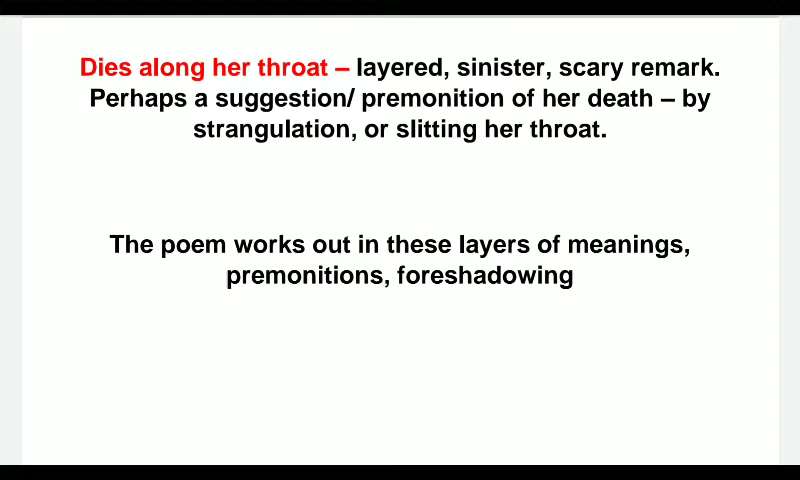 Dies along her throat – layered, sinister, scary remark.
Perhaps a suggestion/ premonition of her death – by
strangulation, or slitting her throat.
The poem works out in these layers of meanings,
premonitions, foreshadowing